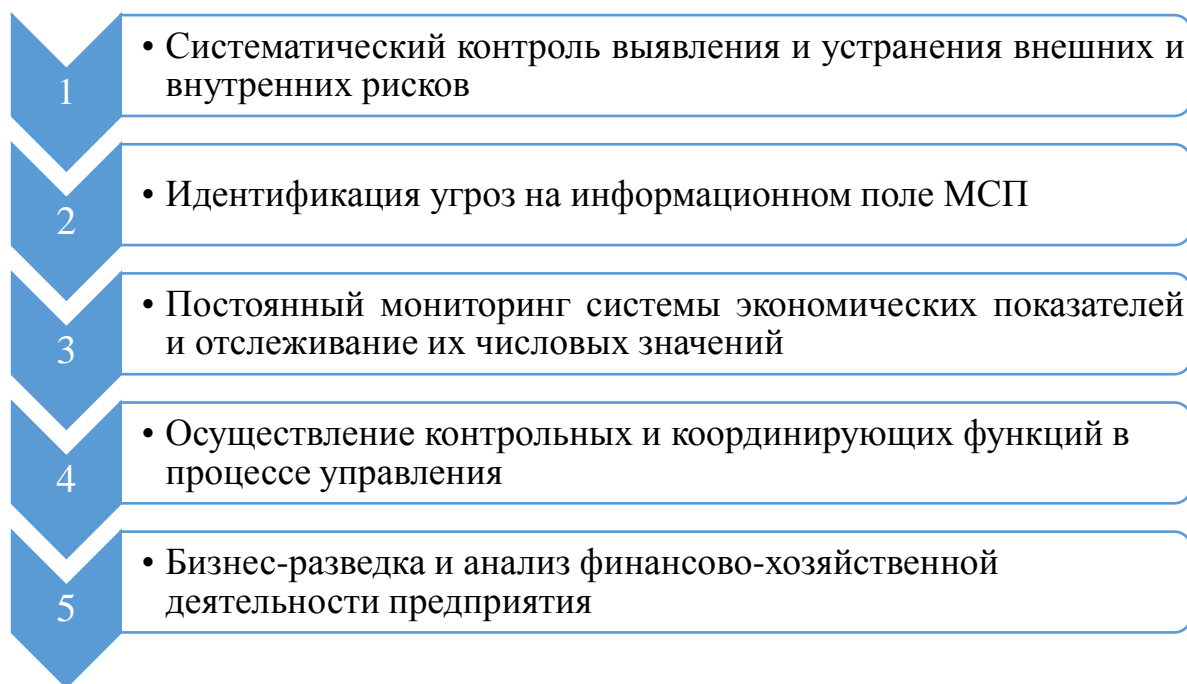 1
• Систематический контроль выявления и устранения внешних и
внутренних рисков
2
• Идентификация угроз на информационном поле МСП
3
• Постоянный мониторинг системы экономических показателей
и отслеживание их числовых значений
4
• Осуществление контрольных и координирующих функций в
процессе управления
5
• Бизнес-разведка и анализ финансово-хозяйственной
деятельности предприятия